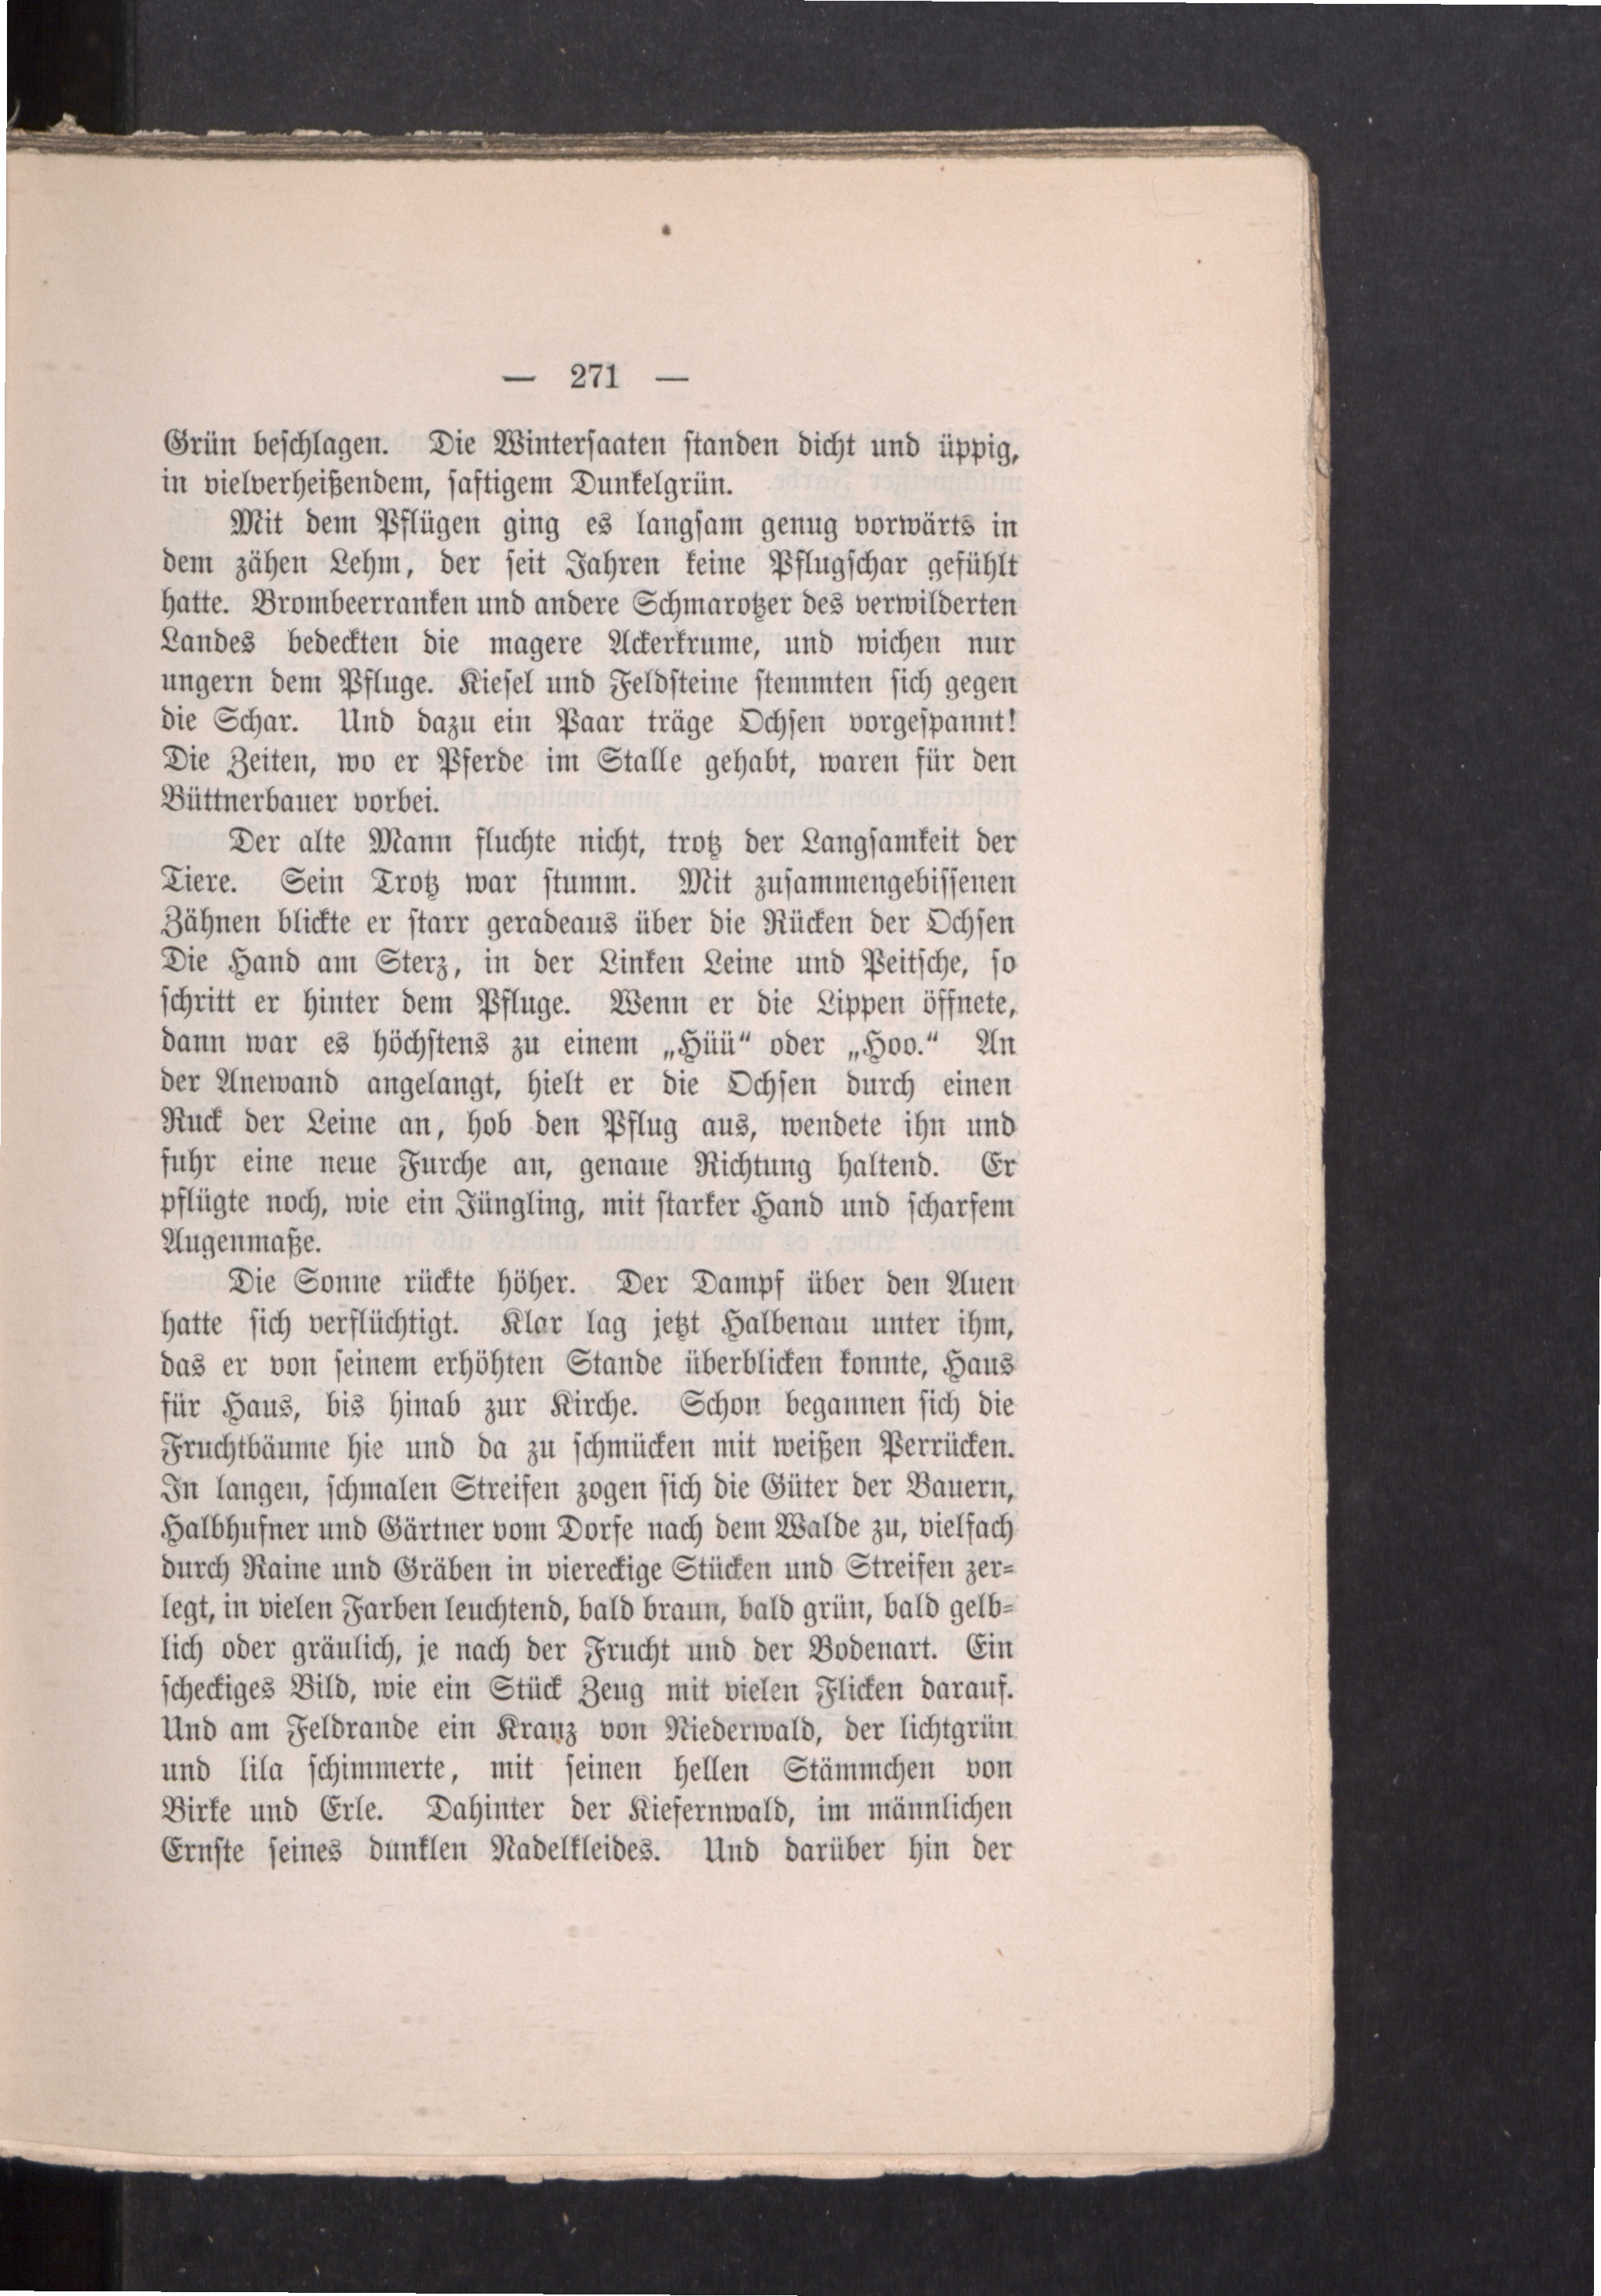 — 271 —
Grün beschlagen. Die Wintersaaten standen dicht und üppig,
in vielverheißendem, saftigem Dunkelgrün.
Mit dem Pflügen ging es langsam genug vorwärts in
dem zähen Lehm, der seit Jahren keine Pflugschar gefühlt
hatte. Brombeerranken und andere Schmarotzer des verwilderten
Landes bedeckten die magere Ackerkrume, und wichen nur
ungern dem Pfluge. Kiesel und Feldsteine stemmten sich gegen
die Schar. Und dazu ein Paar träge Ochsen vorgespannt!
Die Zeiten, wo er Pferde im Stalle gehabt, waren für den
Büttnerbauer vorbei.
Der alte Mann fluchte nicht, trotz der Langsamkeit der
Tiere. Sein Trotz war stumm. Mit zusammengebissenen
Zähnen blickte er starr geradeaus über die Rücken der Ochsen
Die Hand am Sterz, in der Linken Leine und Peitsche, so
schritt er hinter dem Pfluge. Wenn er die Lippen öffnete,
dann war es höchstens zu einem „Hüü“ oder „Hoo.“ An
der Anewand angelangt, hielt er die Ochsen durch einen
Ruck der Leine an, hob den Pflug aus, wendete ihn und
fuhr eine neue Furche an, genaue Richtung haltend. Er
pflügte noch, wie ein Jüngling, mit starker Hand und scharfem
Augenmaße.
Die Sonne rückte höher. Der Dampf über den Auen
hatte sich verflüchtigt. Klar lag jetzt Halbenau unter ihm,
das er von seinem erhöhten Stande überblicken konnte, Haus
für Haus, bis hinab zur Kirche. Schon begannen sich die
Fruchtbäume hie und da zu schmücken mit weißen Perrücken.
In langen, schmalen Streifen zogen sich die Güter der Bauern,
Halbhufner und Gärtner vom Dorfe nach dem Walde zu, vielfach
durch Raine und Gräben in viereckige Stücken und Streifen zer-
legt, in vielen Farben leuchtend, bald braun, bald grün, bald gelb-
lich oder gräulich, je nach der Frucht und der Bodenart. Ein
scheckiges Bild, wie ein Stück Zeug mit vielen Flicken darauf.
Und am Feldrande ein Kranz von Niederwald, der lichtgrün
und lila schimmerte, mit seinen hellen Stämmchen von
Birke und Erle. Dahinter der Kiefernwald, im männlichen
Ernste seines dunklen Nadelkleides. Und darüber hin der